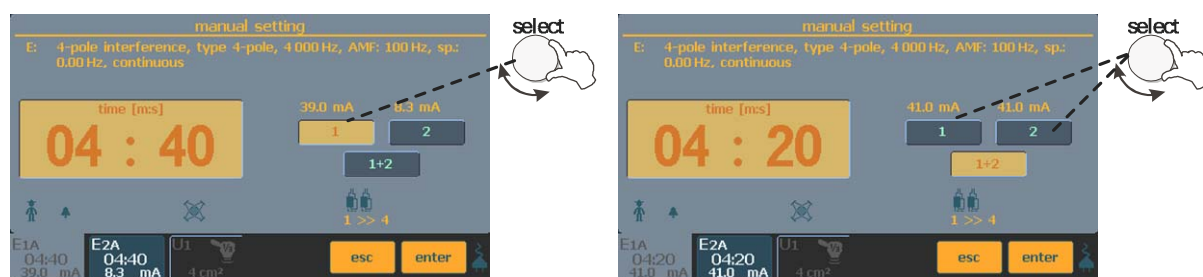 manual setting
select
E: 4-pole interference, type 4-pole, 4 000 Hz, AMF: 100 Hz, sp.:
0.00 Hz, continuous
time [m:s]
04 : 40
39.0 mA 8.3 mA
1 2
1+2
1 >> 4
E1A
04:40
39.0 mA
E2A
04:40
8.3 mA
U1
4 cm²
esc enter
manual setting
select
E: 4-pole interference, type 4-pole, 4 000 Hz, AMF: 100 Hz, sp.:
0.00 Hz, continuous
time [m:s]
04 : 20
41.0 mA 41.0 mA
1 2
1+2
1 >> 4
E1A
04:20
41.0 mA
E2A
04:20
41.0 mA
U1
4 cm²
esc enter